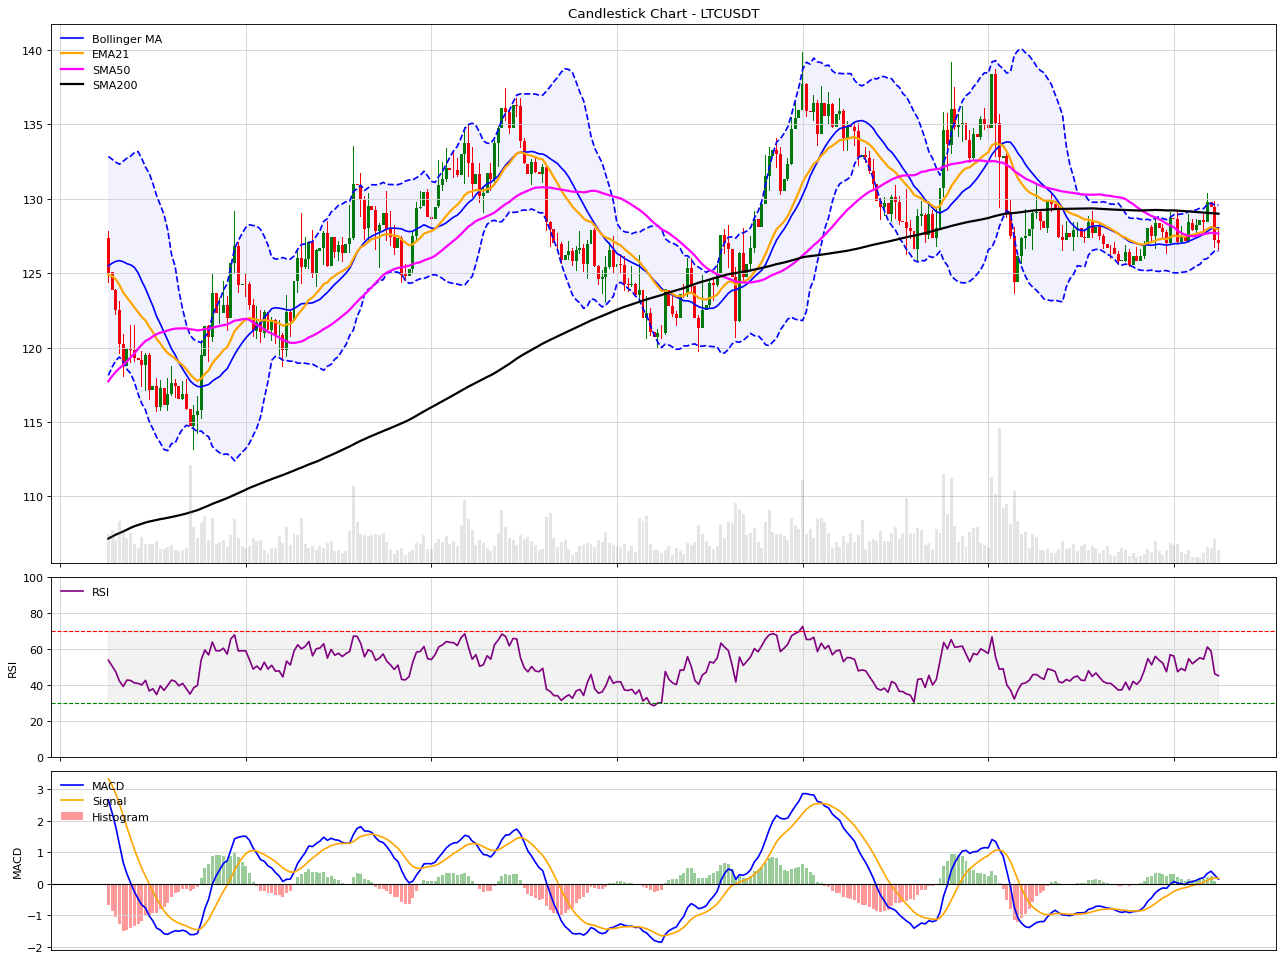 Candlestick Chart - LTCUSDT
Bollinger MA
EMA21
SMA50
SMA200
140
135
130
125
120
115
110
RSI
100
80
60
40
20
0
RSI
MACD
Signal
Histogram
3
2
1
0
−1
−2
MACD